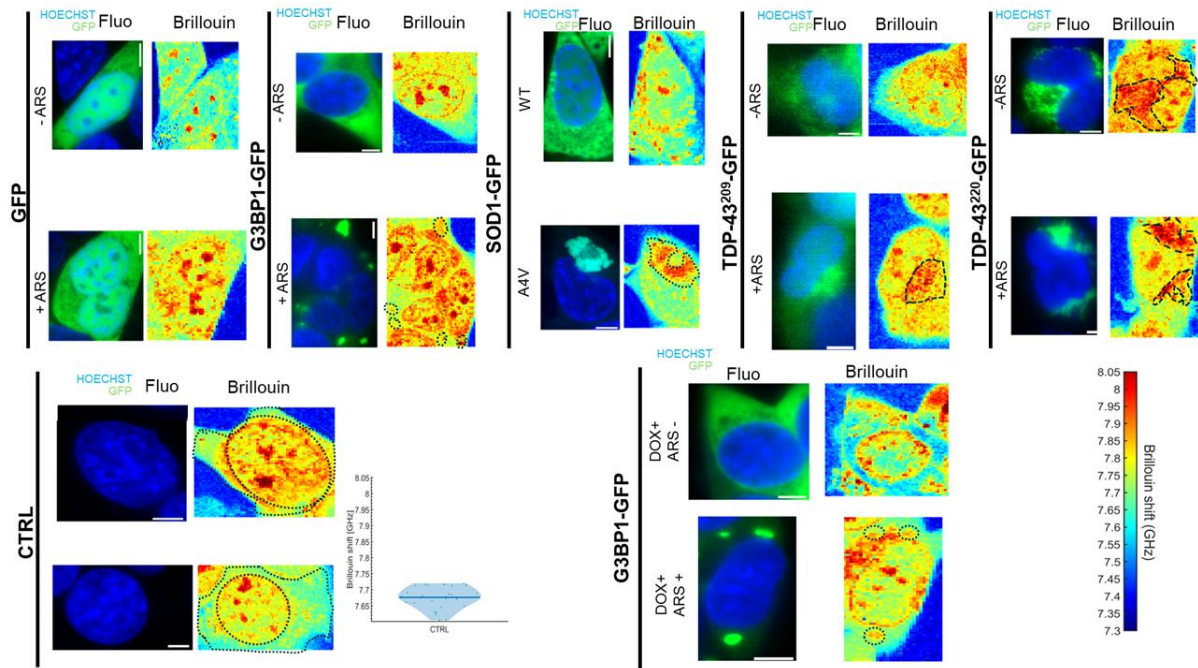 HOECHST
GFP
Fluo
Brillouin
- ARS
+ ARS
GFP
HOECHST
GFP
Fluo
Brillouin
- ARS
+ ARS
G3BP1-GFP
HOECHST
GFP
Fluo
Brillouin
WT
A4V
SOD1-GFP
HOECHST
GFP
Fluo
Brillouin
-ARS
+ARS
TDP-43²⁰⁹-GFP
HOECHST
GFP
Fluo
Brillouin
-ARS
+ARS
TDP-43²²⁰-GFP
HOECHST
GFP
Fluo
Brillouin
CTRL
Brillouin shift [GHz]
8.05
8
7.95
7.9
7.85
7.8
7.75
7.7
7.65
CTRL
HOECHST
GFP
Fluo
Brillouin
DOX+
ARS -
DOX+
ARS +
G3BP1-GFP
8.05
8
7.95
7.9
7.85
7.8
7.75
7.7
7.65
7.6
7.55
7.5
7.45
7.4
7.35
7.3
Brillouin shift (GHz)